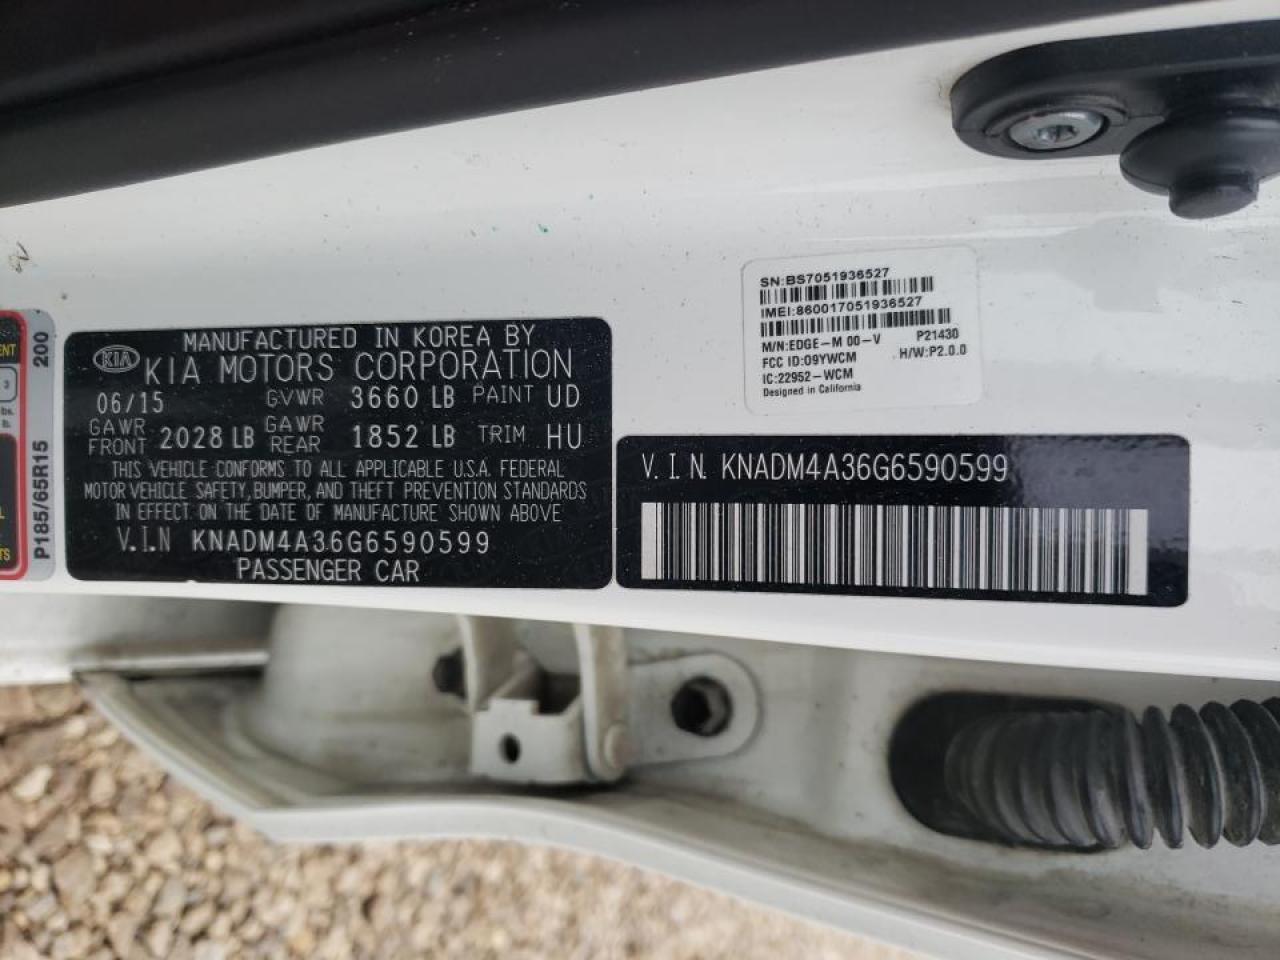 SN:BS7051936527
IMEI:860017051936527
M/N:EDGE-M 00-V P21430
FCC ID:O9YWCM H/W:P2.0.0
IC:22952-WCM
Designed in California
200
P185/65R15
MANUFACTURED IN KOREA BY
KIA KIA MOTORS CORPORATION
06/15 GVWR 3660 LB PAINT UD
GAWR FRONT 2028 LB GAWR REAR 1852 LB TRIM HU
THIS VEHICLE CONFORMS TO ALL APPLICABLE U.S.A. FEDERAL
MOTOR VEHICLE SAFETY, BUMPER, AND THEFT PREVENTION STANDARDS
IN EFFECT ON THE DATE OF MANUFACTURE SHOWN ABOVE
V.I.N KNADM4A36G6590599
PASSENGER CAR
V.I.N. KNADM4A36G6590599